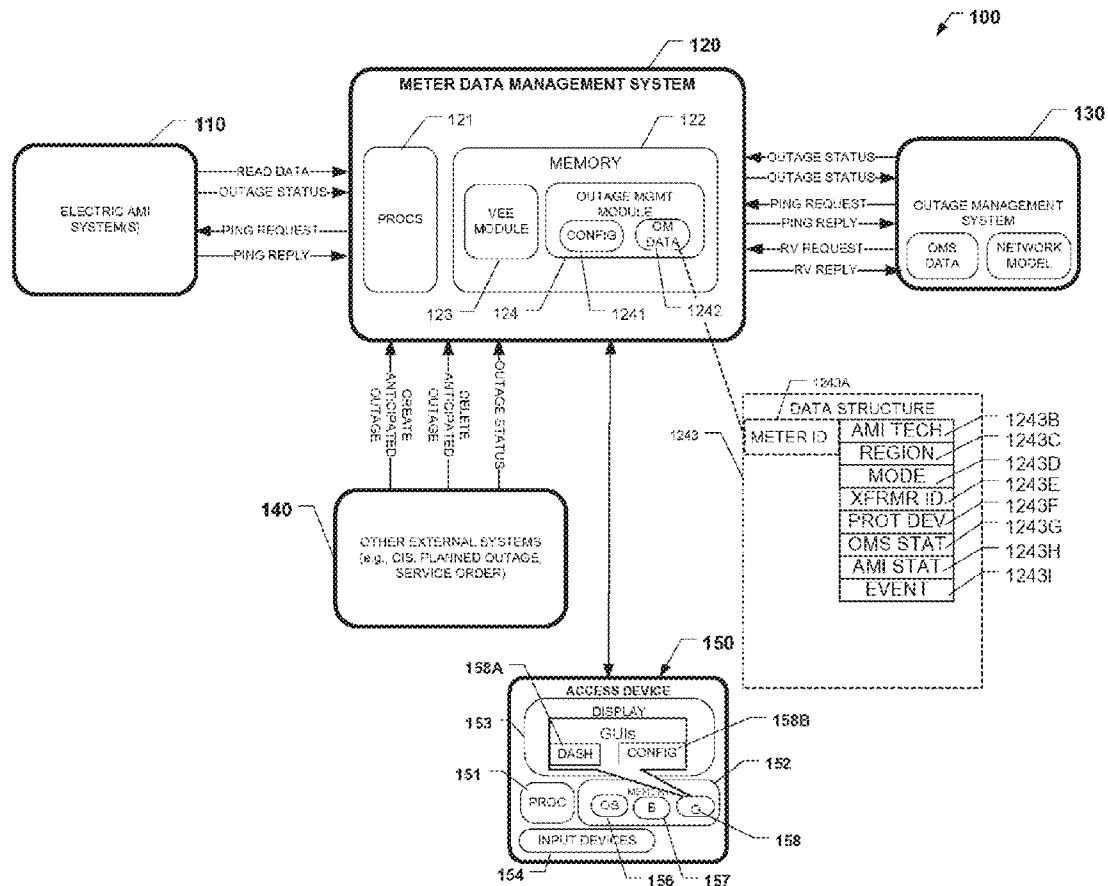 100
120
METER DATA MANAGEMENT SYSTEM
110
121
122
130
MEMORY
READ DATA
OUTAGE STATUS
PING REQUEST
PING REPLY
ELECTRIC AMI
SYSTEM(S)
PROCS
VEE
MODULE
OUTAGE MGMT
MODULE
CONFIG
OM
DATA
123
124
1241
1242
OUTAGE STATUS
OUTAGE STATUS
PING REQUEST
PING REPLY
RV REQUEST
RV REPLY
OUTAGE MANAGEMENT
SYSTEM
OMS
DATA
NETWORK
MODEL
CREATE
ANTICIPATED
OUTAGE
DELETE
ANTICIPATED
OUTAGE
OUTAGE STATUS
1243A
DATA STRUCTURE
1243
METER ID
AMI TECH
1243B
REGION
1243C
MODE
1243D
XFRMR ID
1243E
PROT DEV
1243F
OMS STAT
1243G
AMI STAT
1243H
EVENT
1243I
140
OTHER EXTERNAL SYSTEMS
(e.g., CIS, PLANNED OUTAGE,
SERVICE ORDER)
150
158A
ACCESS DEVICE
DISPLAY
153
GUIs
158B
DASH
CONFIG
152
151
MEMORY
PROC
OS
B
G
158
INPUT DEVICES
154
156
157